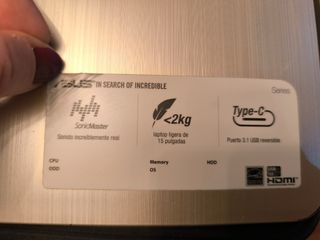 ASUS IN SEARCH OF INCREDIBLE
Series
SonicMaster
Sonido increíblemente real
<2kg
laptop ligera de
15 pulgadas
Type-C
Puerto 3.1 USB reversible
CPU
ODD
Memory
OS
HDD
HDMI